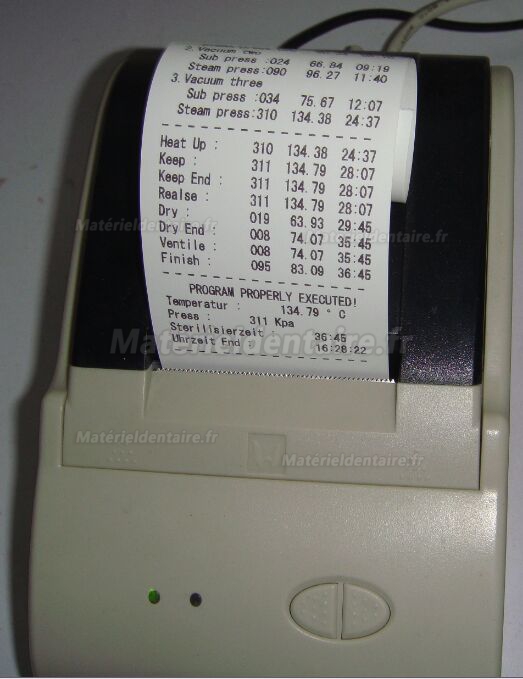 2. Vacuum two
Sub press :024 66.84 09:19
Steam press:090 96.27 11:40
3. Vacuum three
Sub press :034 75.67 12:07
Steam press:310 134.38 24:37
Heat Up : 310 134.38 24:37
Keep : 311 134.79 28:07
Keep End : 311 134.79 28:07
Realse : 311 134.79 28:07
Dry : 019 63.93 29:45
Dry End : 008 74.07 35:45
Ventile : 008 74.07 35:45
Finish : 095 83.09 36:45
PROGRAM PROPERLY EXECUTED!
Temperatur : 134.79 ° C
Press : 311 Kpa
Sterilisierzeit 36:45
Uhrzeit End : 16:28:22
Matérieldentaire.fr
Matérieldentaire.fr
Matérieldentaire.fr
Matérieldentaire.fr
Matérieldentaire.fr